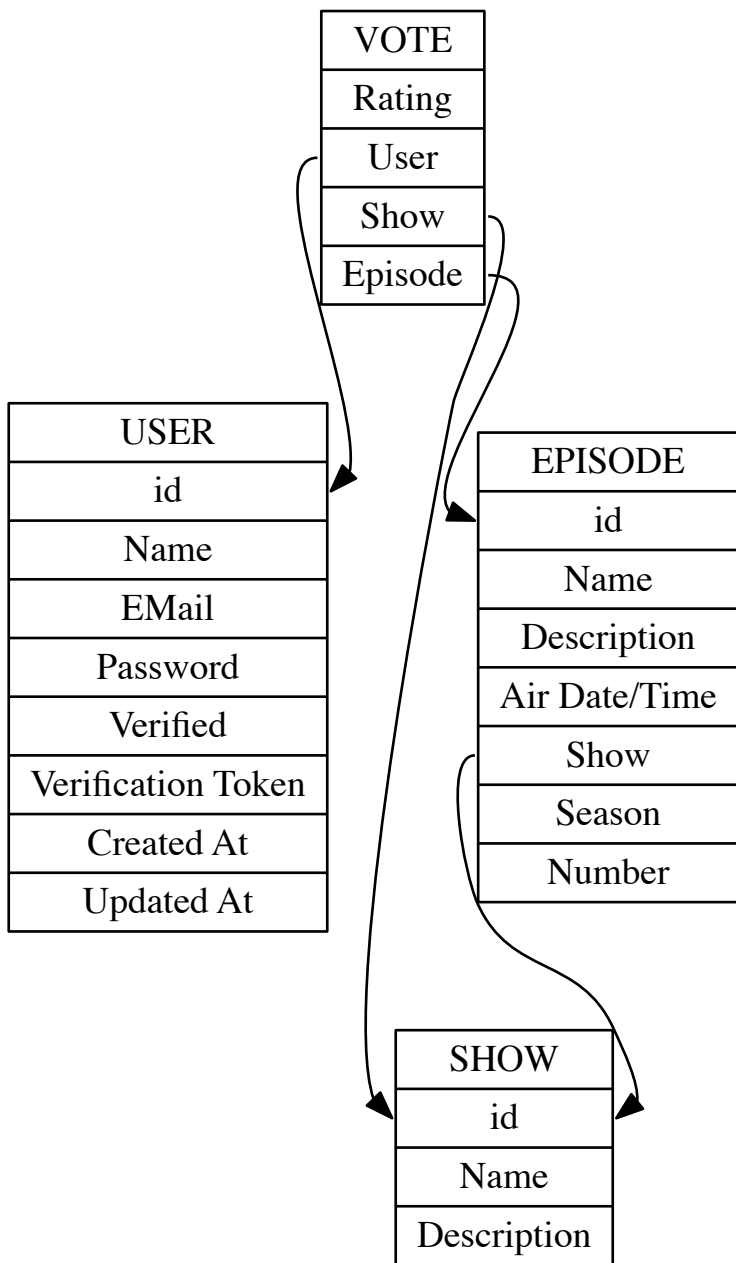 VOTE
Rating
User
Show
Episode
USER
id
Name
EMail
Password
Verified
Verification Token
Created At
Updated At
EPISODE
id
Name
Description
Air Date/Time
Show
Season
Number
SHOW
id
Name
Description